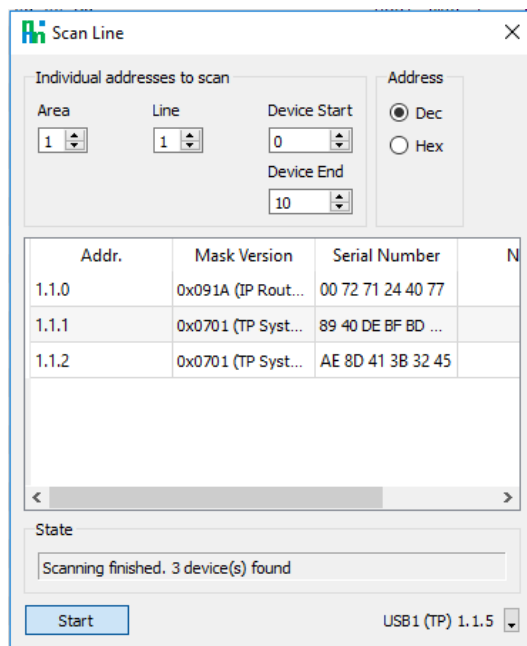 Scan Line
Individual addresses to scan
Address
Area
Line
Device Start
1
1
0
Dec
Hex
Device End
10
Addr.
Mask Version
Serial Number
N
1.1.0
0x091A (IP Rout...
00 72 71 24 40 77
1.1.1
0x0701 (TP Syst...
89 40 DE BF BD ...
1.1.2
0x0701 (TP Syst...
AE 8D 41 3B 32 45
State
Scanning finished. 3 device(s) found
Start
USB1 (TP) 1.1.5